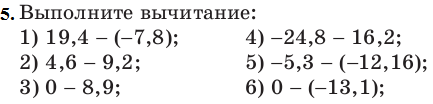 5. Выполните вычитание:
1) 19,4 – (–7,8); 4) –24,8 – 16,2;
2) 4,6 – 9,2; 5) –5,3 – (–12,16);
3) 0 – 8,9; 6) 0 – (–13,1);